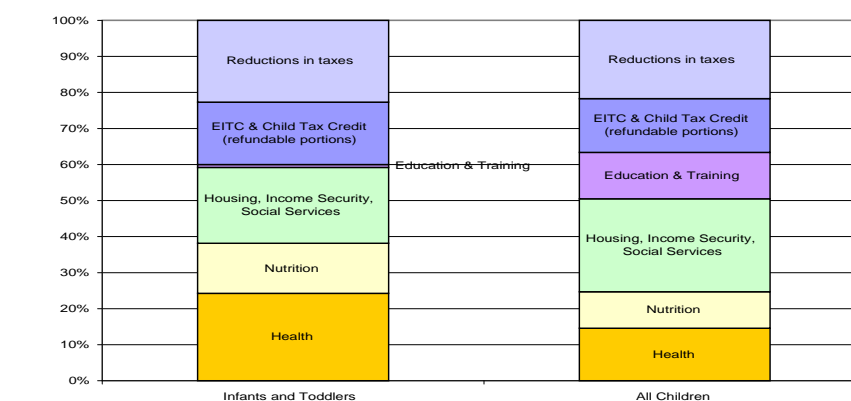 100%
90%
80%
70%
60%
50%
40%
30%
20%
10%
0%
Reductions in taxes
EITC & Child Tax Credit
(refundable portions)
Education & Training
Housing, Income Security,
Social Services
Nutrition
Health
Infants and Toddlers
Reductions in taxes
EITC & Child Tax Credit
(refundable portions)
Education & Training
Housing, Income Security,
Social Services
Nutrition
Health
All Children